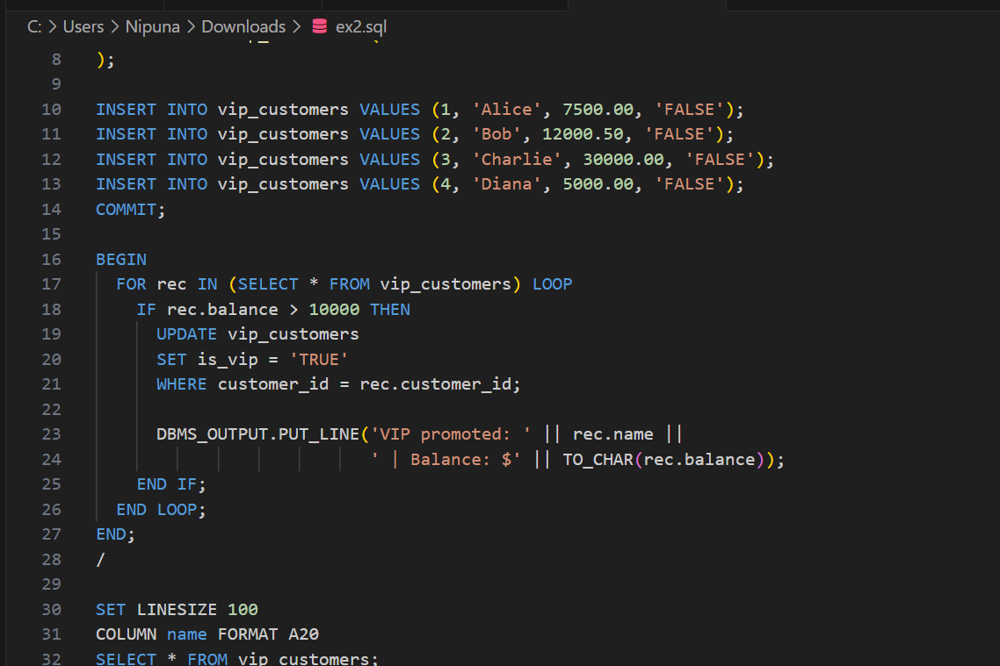 C: > Users > Nipuna > Downloads > ex2.sql
8 );
9
10 INSERT INTO vip_customers VALUES (1, 'Alice', 7500.00, 'FALSE');
11 INSERT INTO vip_customers VALUES (2, 'Bob', 12000.50, 'FALSE');
12 INSERT INTO vip_customers VALUES (3, 'Charlie', 30000.00, 'FALSE');
13 INSERT INTO vip_customers VALUES (4, 'Diana', 5000.00, 'FALSE');
14 COMMIT;
15
16 BEGIN
17   FOR rec IN (SELECT * FROM vip_customers) LOOP
18     IF rec.balance > 10000 THEN
19       UPDATE vip_customers
20       SET is_vip = 'TRUE'
21       WHERE customer_id = rec.customer_id;
22
23       DBMS_OUTPUT.PUT_LINE('VIP promoted: ' || rec.name ||
24                            ' | Balance: $' || TO_CHAR(rec.balance));
25     END IF;
26   END LOOP;
27 END;
28 /
29
30 SET LINESIZE 100
31 COLUMN name FORMAT A20
32 SELECT * FROM vip_customers;